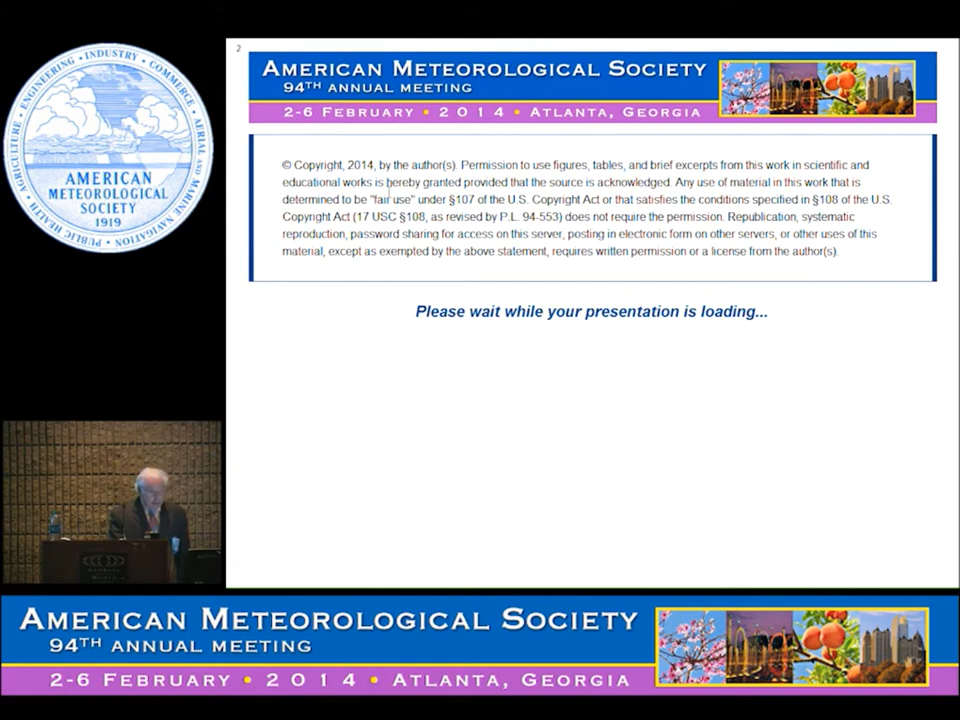 2
AMERICAN METEOROLOGICAL SOCIETY
94TH ANNUAL MEETING
2-6 FEBRUARY • 2014 • ATLANTA, GEORGIA
© Copyright, 2014, by the author(s). Permission to use figures, tables, and brief excerpts from this work in scientific and
educational works is hereby granted provided that the source is acknowledged. Any use of material in this work that is
determined to be "fair use" under §107 of the U.S. Copyright Act or that satisfies the conditions specified in §108 of the U.S.
Copyright Act (17 USC §108, as revised by P.L. 94-553) does not require the permission. Republication, systematic
reproduction, password sharing for access on this server, posting in electronic form on other servers, or other uses of this
material, except as exempted by the above statement, requires written permission or a license from the author(s).
Please wait while your presentation is loading...
AGRICULTURE • ENGINEERING • INDUSTRY • COMMERCE • AERIAL AND MARINE NAVIGATION • PUBLIC HEALTH •
AMERICAN
METEOROLOGICAL
SOCIETY
1919
AMERICAN METEOROLOGICAL SOCIETY
94TH ANNUAL MEETING
2-6 FEBRUARY • 2014 • ATLANTA, GEORGIA